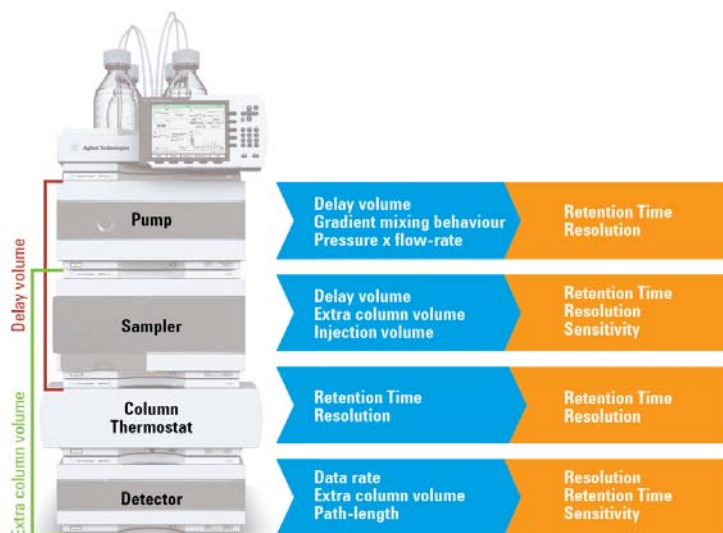 Agilent Technologies
Delay volume
Extra column volume
Pump
Delay volume
Gradient mixing behaviour
Pressure x flow-rate
Retention Time
Resolution
Sampler
Delay volume
Extra column volume
Injection volume
Retention Time
Resolution
Sensitivity
Column
Thermostat
Retention Time
Resolution
Retention Time
Resolution
Detector
Data rate
Extra column volume
Path-length
Resolution
Retention Time
Sensitivity